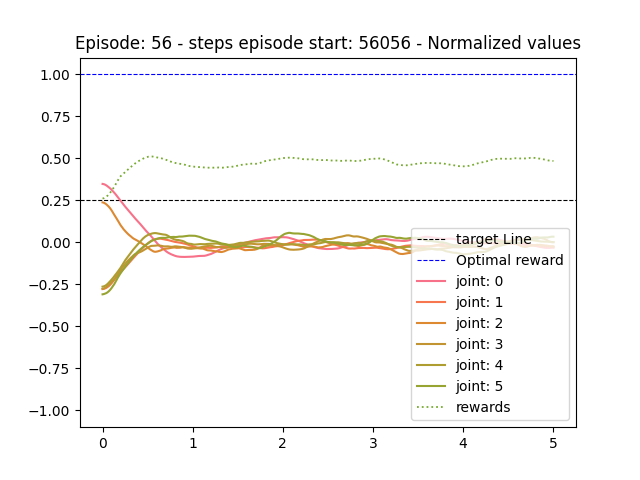 Episode: 56 - steps episode start: 56056 - Normalized values
1.00
0.75
0.50
0.25
0.00
−0.25
−0.50
−0.75
−1.00
target Line
Optimal reward
joint: 0
joint: 1
joint: 2
joint: 3
joint: 4
joint: 5
rewards
0 1 2 3 4 5